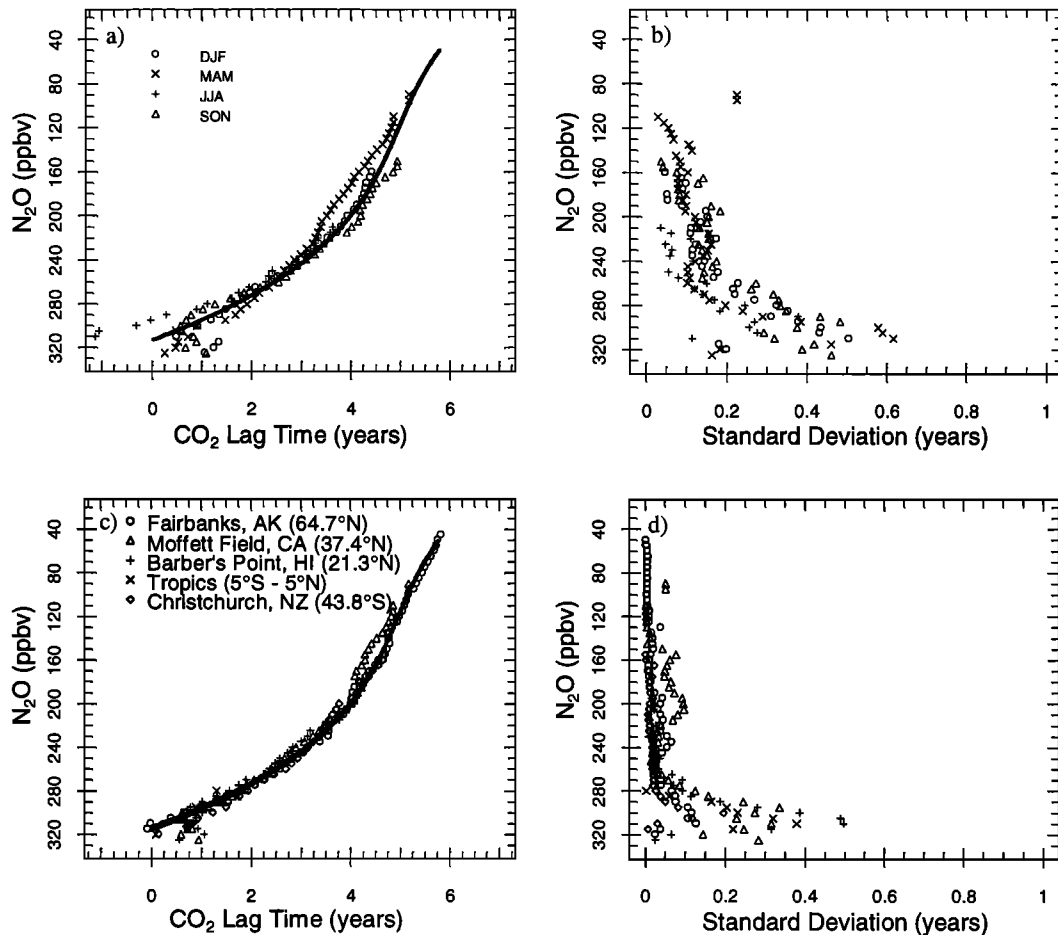 a)
DJF
MAM
JJA
SON
N₂O (ppbv)
40
80
120
160
200
240
280
320
0 2 4 6
CO₂ Lag Time (years)
b)
N₂O (ppbv)
40
80
120
160
200
240
280
320
0 0.2 0.4 0.6 0.8 1
Standard Deviation (years)
c)
Fairbanks, AK (64.7°N)
Moffett Field, CA (37.4°N)
Barber's Point, HI (21.3°N)
Tropics (5°S - 5°N)
Christchurch, NZ (43.8°S)
N₂O (ppbv)
40
80
120
160
200
240
280
320
0 2 4 6
CO₂ Lag Time (years)
d)
N₂O (ppbv)
40
80
120
160
200
240
280
320
0 0.2 0.4 0.6 0.8 1
Standard Deviation (years)